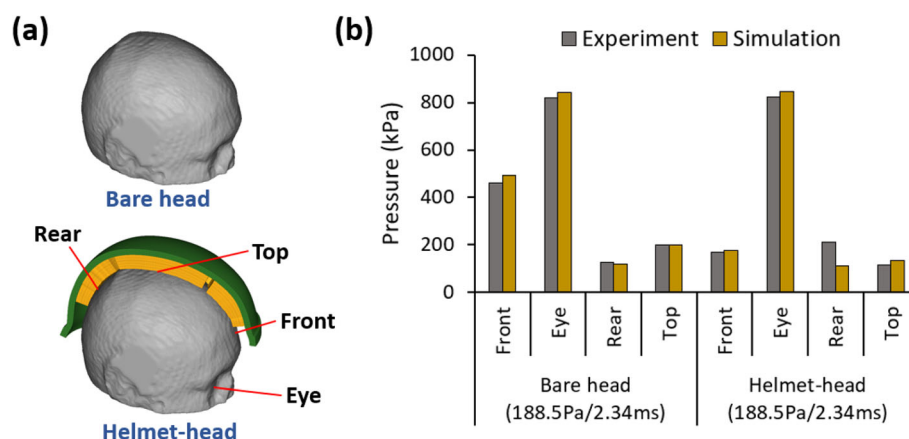 (a)
Bare head
Rear
Top
Front
Eye
Helmet-head
(b)
Experiment Simulation
Pressure (kPa)
1000
800
600
400
200
0
Front Eye Rear Top Front Eye Rear Top
Bare head Helmet-head
(188.5Pa/2.34ms) (188.5Pa/2.34ms)